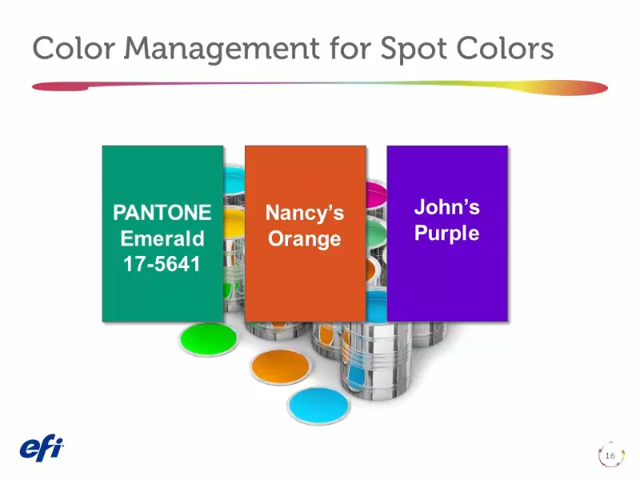 Color Management for Spot Colors
PANTONE
Emerald
17-5641
Nancy’s
Orange
John’s
Purple
efi
16